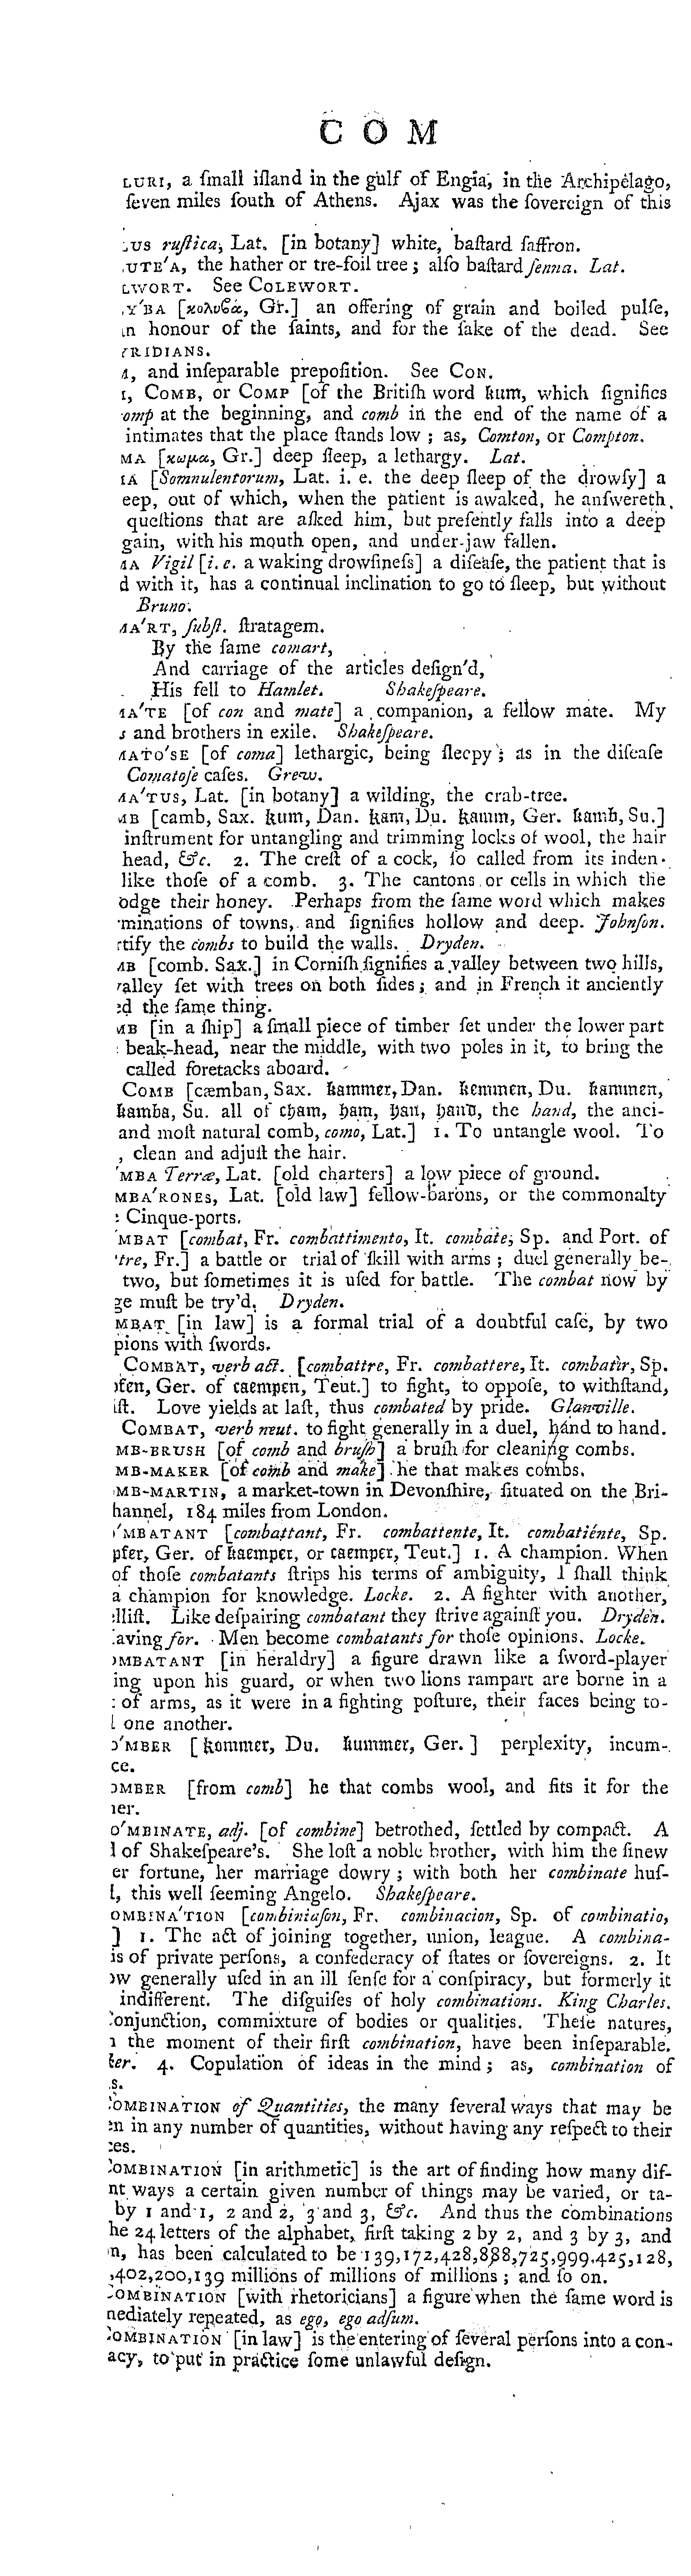 C O M
LURI, a ſmall iſland in the gulf of Engia, in the Archipelago,
ſeven miles ſouth of Athens. Ajax was the ſovereign of this
US ruſtica, Lat. [in botany] white, baſtard ſaffron.
UTE'A, the hather or tre-foil tree; alſo baſtard ſenna. Lat.
LWORT. See COLEWORT.
Y'BA [κολυϐά, Gr.] an offering of grain and boiled pulſe,
in honour of the ſaints, and for the ſake of the dead. See
RIDIANS.
, and inſeparable prepoſition. See CON.
, COMB, or COMP [of the Britiſh word kum, which ſignifies
omp at the beginning, and comb in the end of the name of a
intimates that the place ſtands low; as, Comton, or Compton.
MA [κωμα, Gr.] deep ſleep, a lethargy. Lat.
A [Somnulentorum, Lat. i. e. the deep ſleep of the drowſy] a
eep, out of which, when the patient is awaked, he anſwereth
queſtions that are aſked him, but preſently falls into a deep
gain, with his mouth open, and under-jaw fallen.
MA Vigil [i. e. a waking drowſineſs] a diſeaſe, the patient that is
d with it, has a continual inclination to go to ſleep, but without
Bruno.
MA'RT, ſubſt. ſtratagem.
By the ſame comart,
And carriage of the articles deſign'd,
His fell to Hamlet. Shakeſpeare.
MA'TE [of con and mate] a companion, a fellow mate. My
s and brothers in exile. Shakeſpeare.
MATO'SE [of coma] lethargic, being ſleepy; as in the diſeaſe
Comatoſe caſes. Grew.
MA'TUS, Lat. [in botany] a wilding, the crab-tree.
MB [camb, Sax. kum, Dan. kam, Du. kamm, Ger. kamb, Su.]
inſtrument for untangling and trimming locks of wool, the hair
head, &c. 2. The creſt of a cock, ſo called from its inden-
like thoſe of a comb. 3. The cantons or cells in which the
odge their honey. Perhaps from the ſame word which makes
minations of towns, and ſignifies hollow and deep. Johnſon.
rtify the combs to build the walls. Dryden.
MB [comb. Sax.] in Corniſh ſignifies a valley between two hills,
valley ſet with trees on both ſides; and in French it anciently
ed the ſame thing.
MB [in a ſhip] a ſmall piece of timber ſet under the lower part
beak-head, near the middle, with two poles in it, to bring the
called foretacks aboard.
COMB [cæmban, Sax. kammer, Dan. kemmen, Du. kammen,
kamba, Su. all of cham, ham, han, hand, the hand, the anci-
and moſt natural comb, como, Lat.] 1. To untangle wool. To
, clean and adjuſt the hair.
MBA Terræ, Lat. [old charters] a low piece of ground.
MBA'RONES, Lat. [old law] fellow-barons, or the commonalty
Cinque-ports.
MBAT [combat, Fr. combattimento, It. combate, Sp. and Port. of
tre, Fr.] a battle or trial of ſkill with arms; duel generally be-
two, but ſometimes it is uſed for battle. The combat now by
ge muſt be try'd. Dryden.
MBAT [in law] is a formal trial of a doubtful caſe, by two
pions with ſwords.
COMBAT, verb act. [combattre, Fr. combattere, It. combatir, Sp.
pfen, Ger. of caempen, Teut.] to fight, to oppoſe, to withſtand,
iſt. Love yields at laſt, thus combated by pride. Glanville.
COMBAT, verb neut. to fight generally in a duel, hand to hand.
MB-BRUSH [of comb and bruſh] a bruſh for cleaning combs.
MB-MAKER [of comb and make] he that makes combs.
MB-MARTIN, a market-town in Devonſhire, ſituated on the Bri-
hannel, 184 miles from London.
'MBATANT [combattant, Fr. combattente, It. combatiénte, Sp.
pfer, Ger. of kaemper, or caemper, Teut.] 1. A champion. When
of thoſe combatants ſtrips his terms of ambiguity, I ſhall think
a champion for knowledge. Locke. 2. A fighter with another,
elliſt. Like deſpairing combatant they ſtrive againſt you. Dryden.
aving for. Men become combatants for thoſe opinions. Locke.
OMBATANT [in heraldry] a figure drawn like a ſword-player
ing upon his guard, or when two lions rampart are borne in a
of arms, as it were in a fighting poſture, their faces being to-
one another.
O'MBER [kommer, Du. kummer, Ger.] perplexity, incum-
ce.
OMBER [from comb] he that combs wool, and fits it for the
ner.
O'MBINATE, adj. [of combine] betrothed, ſettled by compact. A
of Shakeſpeare's. She loſt a noble brother, with him the ſinew
er fortune, her marriage dowry; with both her combinate huſ-
, this well ſeeming Angelo. Shakeſpeare.
OMBINA'TION [combiniaſon, Fr. combinacion, Sp. of combinatio,
] 1. The act of joining together, union, league. A combina-
is of private perſons, a confederacy of ſtates or ſovereigns. 2. It
ow generally uſed in an ill ſenſe for a conſpiracy, but formerly it
indifferent. The diſguiſes of holy combinations. King Charles.
Conjunction, commixture of bodies or qualities. Theſe natures,
the moment of their firſt combination, have been inſeparable.
ker. 4. Copulation of ideas in the mind; as, combination of
s.
COMBINATION of Quantities, the many ſeveral ways that may be
en in any number of quantities, without having any reſpect to their
ces.
COMBINATION [in arithmetic] is the art of finding how many dif-
nt ways a certain given number of things may be varied, or ta-
by 1 and 1, 2 and 2, 3 and 3, &c. And thus the combinations
he 24 letters of the alphabet, firſt taking 2 by 2, and 3 by 3, and
n, has been calculated to be 139,172,428,888,725,999,425,128,
,402,200,139 millions of millions of millions; and ſo on.
COMBINATION [with rhetoricians] a figure when the ſame word is
mediately repeated, as ego, ego adſum.
COMBINATION [in law] is the entering of ſeveral perſons into a con-
acy, to put in practice ſome unlawful deſign.